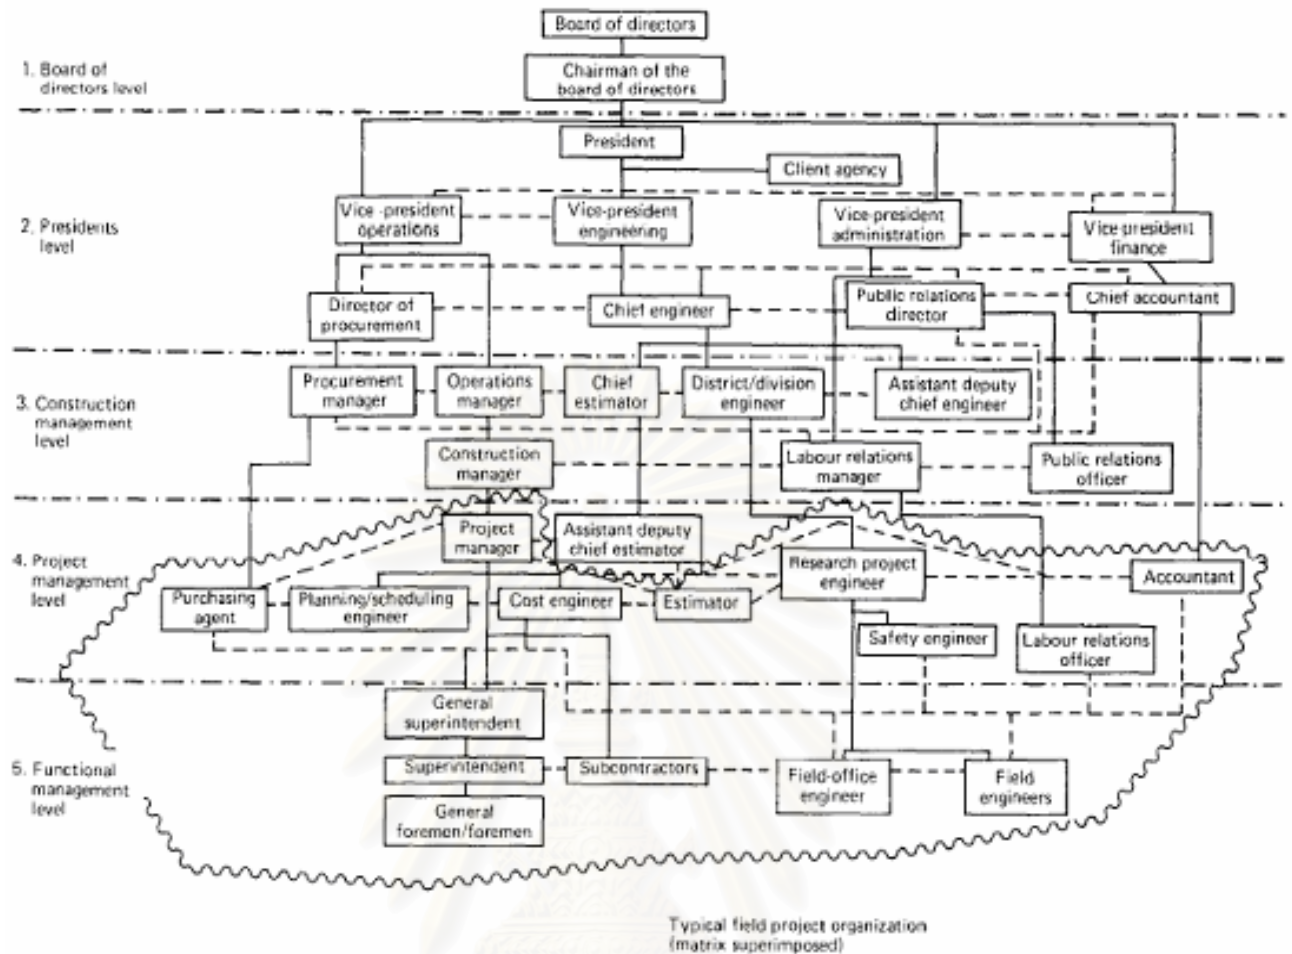 Board of directors
1. Board of
directors level
Chairman of the
board of directors
President
Client agency
2. Presidents
level
Vice-president
operations
Vice-president
engineering
Vice-president
administration
Vice president
finance
Director of
procurement
Chief engineer
Public relations
director
Chief accountant
3. Construction
management
level
Procurement
manager
Operations
manager
Chief
estimator
District/division
engineer
Assistant deputy
chief engineer
Construction
manager
Labour relations
manager
Public relations
officer
4. Project
management
level
Project
manager
Assistant deputy
chief estimator
Research project
engineer
Accountant
Purchasing
agent
Planning/scheduling
engineer
Cost engineer
Estimator
Safety engineer
Labour relations
officer
5. Functional
management
level
General
superintendent
Superintendent
Subcontractors
Field-office
engineer
Field
engineers
General
foremen/foremen
Typical field project organization
(matrix superimposed)